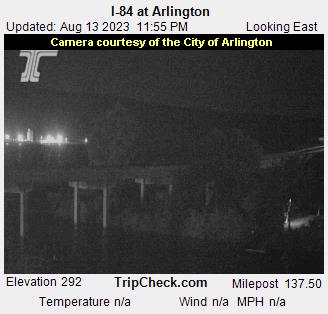 I-84 at Arlington
Updated: Aug 13 2023 11:55 PM Looking East
Camera courtesy of the City of Arlington
Elevation 292 TripCheck.com Milepost 137.50
Temperature n/a Wind n/a MPH n/a